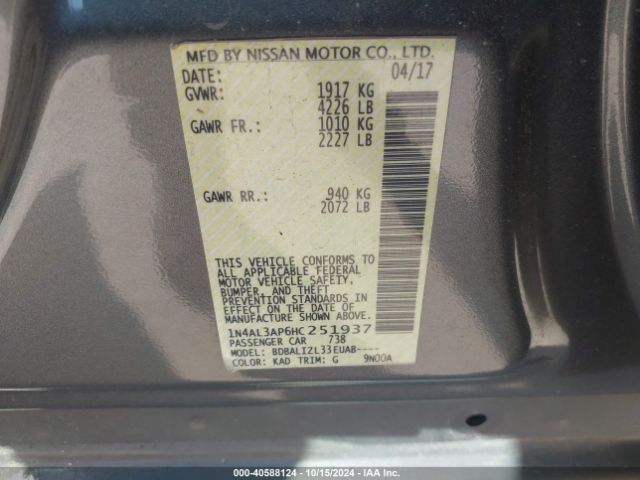 MFD BY NISSAN MOTOR CO., LTD.
DATE: 04/17
GVWR: 1917 KG
4226 LB
GAWR FR.: 1010 KG
2227 LB
GAWR RR.: 940 KG
2072 LB
THIS VEHICLE CONFORMS TO
ALL APPLICABLE FEDERAL
MOTOR VEHICLE SAFETY,
BUMPER, AND THEFT
PREVENTION STANDARDS IN
EFFECT ON THE DATE OF
MANUFACTURE SHOWN ABOVE.
1N4AL3AP6HC251937
PASSENGER CAR 738
MODEL: BDBALIZL33EUAB----
COLOR: KAD TRIM: G 9N00A
000-40588124 | 10/15/2024 | IAA Inc.